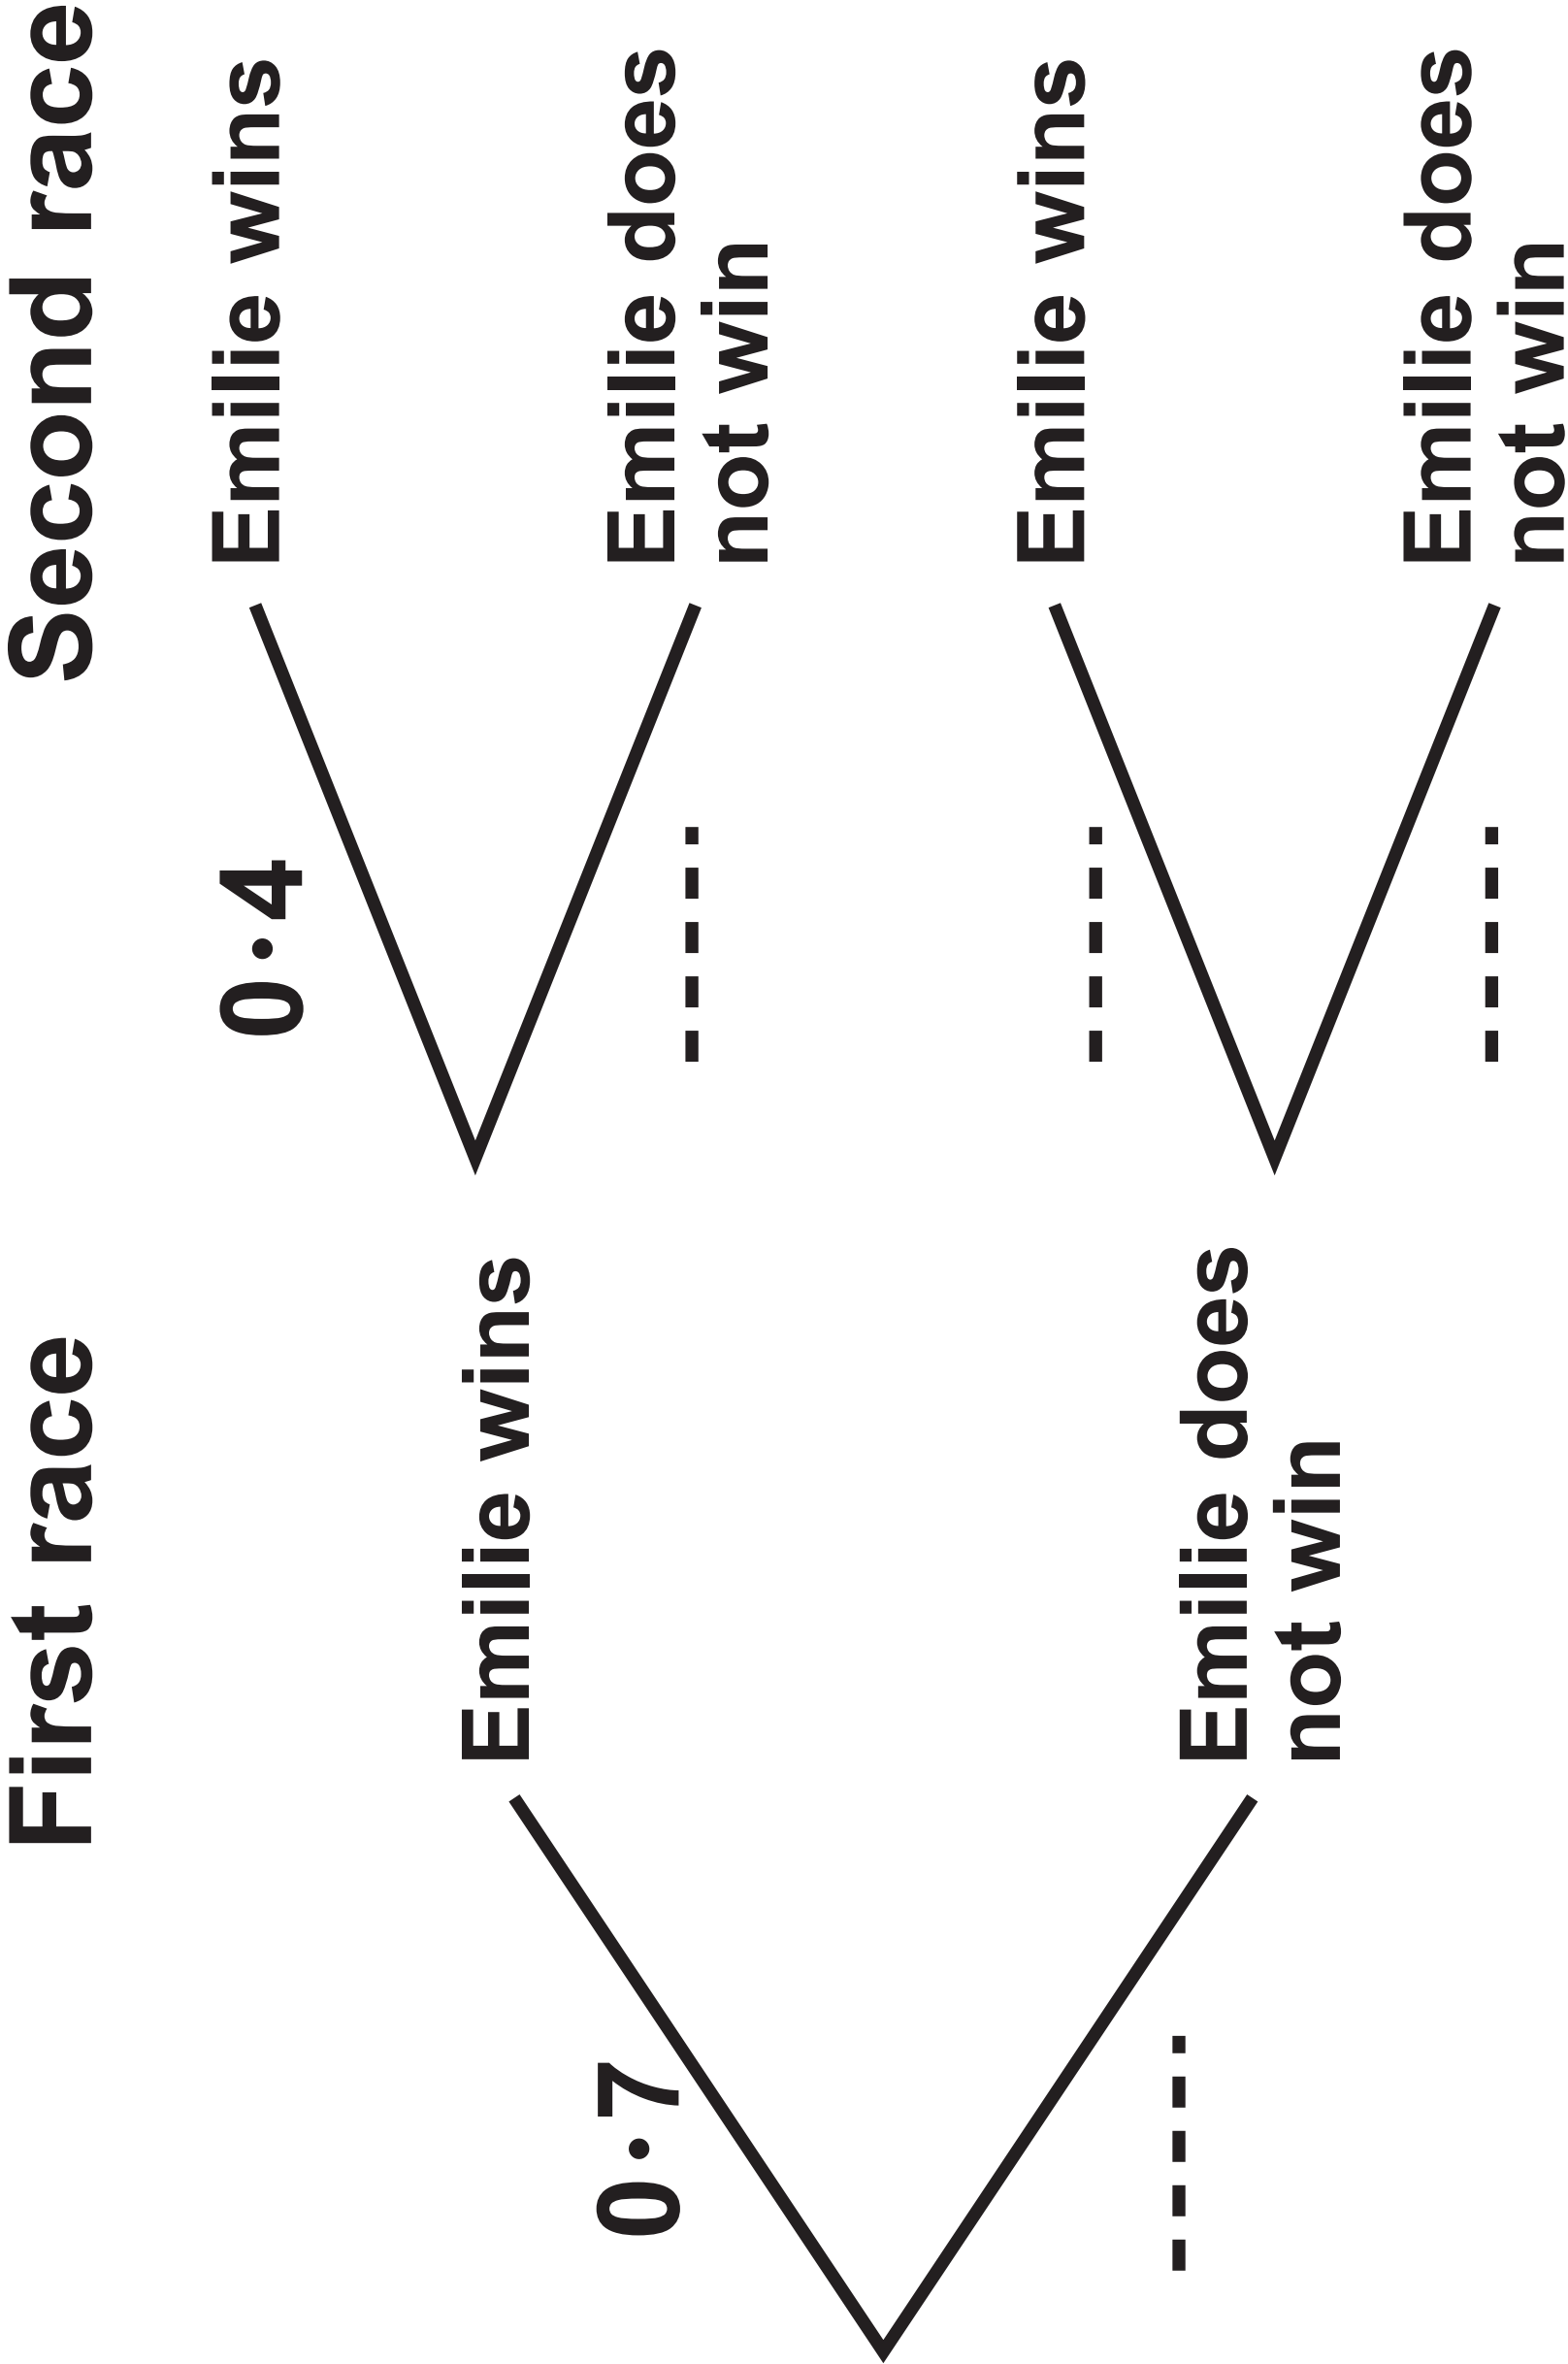 First race
Second race
0·7
Emilie wins
Emilie does
not win
0·4
Emilie wins
Emilie does
not win
Emilie wins
Emilie does
not win